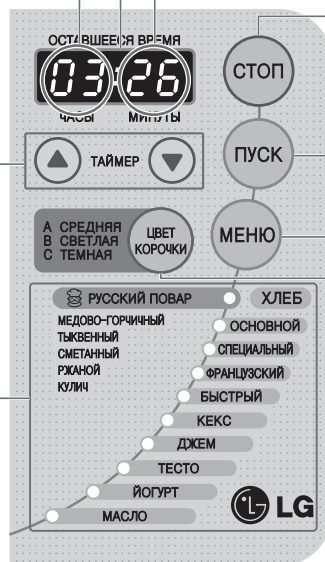 ОСТАВШЕЕСЯ ВРЕМЯ
03:26
ЧАСЫ МИНУТЫ
СТОП
ТАЙМЕР
ПУСК
A СРЕДНЯЯ
B СВЕТЛАЯ
C ТЕМНАЯ
ЦВЕТ
КОРОЧКИ
МЕНЮ
РУССКИЙ ПОВАР
ХЛЕБ
МЕДОВО-ГОРЧИЧНЫЙ
ТЫКВЕННЫЙ
СМЕТАННЫЙ
РЖАНОЙ
КУЛИЧ
ОСНОВНОЙ
СПЕЦИАЛЬНЫЙ
ФРАНЦУЗСКИЙ
БЫСТРЫЙ
КЕКС
ДЖЕМ
ТЕСТО
ЙОГУРТ
МАСЛО
LG